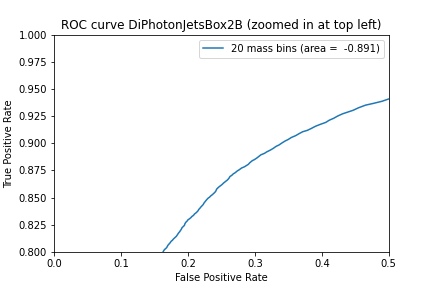 ROC curve DiPhotonJetsBox2B (zoomed in at top left)
20 mass bins (area =  -0.891)
True Positive Rate
1.000
0.975
0.950
0.925
0.900
0.875
0.850
0.825
0.800
0.0 0.1 0.2 0.3 0.4 0.5
False Positive Rate